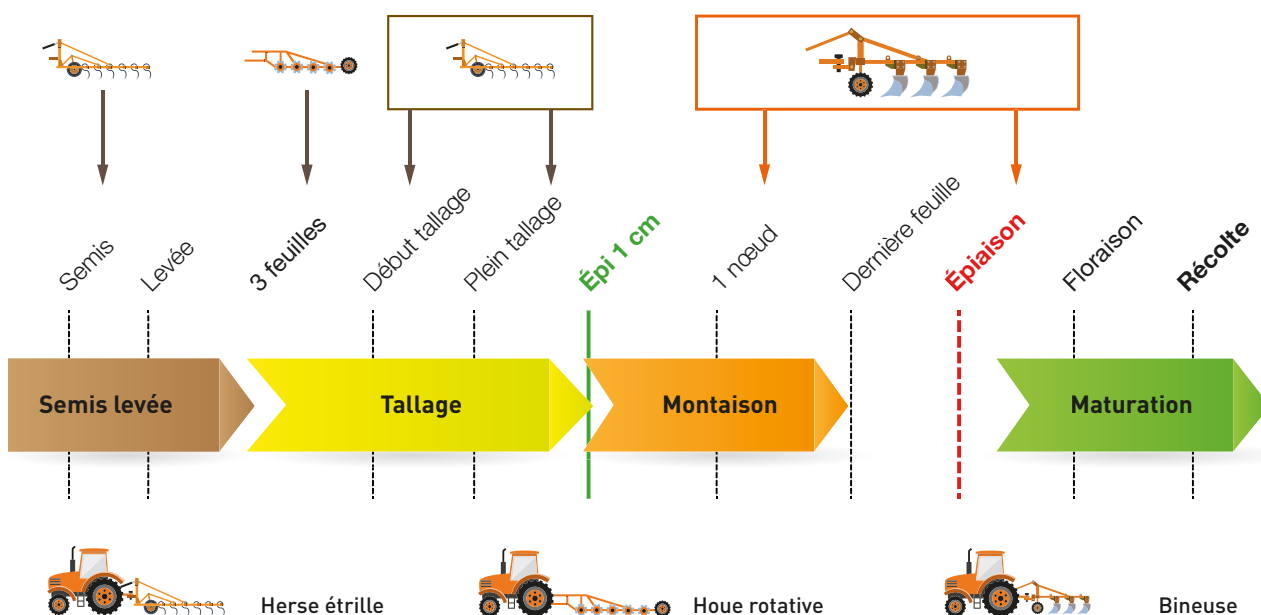 Semis
Levée
3 feuilles
Début tallage
Plein tallage
Épi 1 cm
1 nœud
Dernière feuille
Épiaison
Floraison
Récolte
Semis levée
Tallage
Montaison
Maturation
Herse étrille
Houe rotative
Bineuse